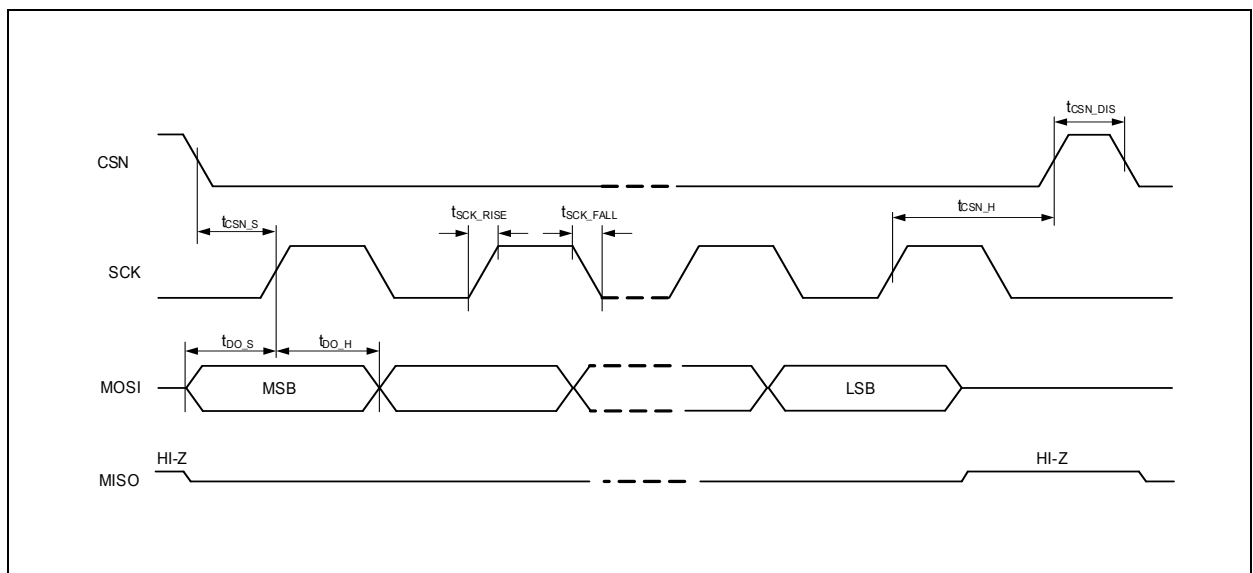 tCSN_DIS
CSN
tCSN_S
tSCK_RISE
tSCK_FALL
tCSN_H
SCK
tDO_S
tDO_H
MOSI
MSB
LSB
HI-Z
HI-Z
MISO